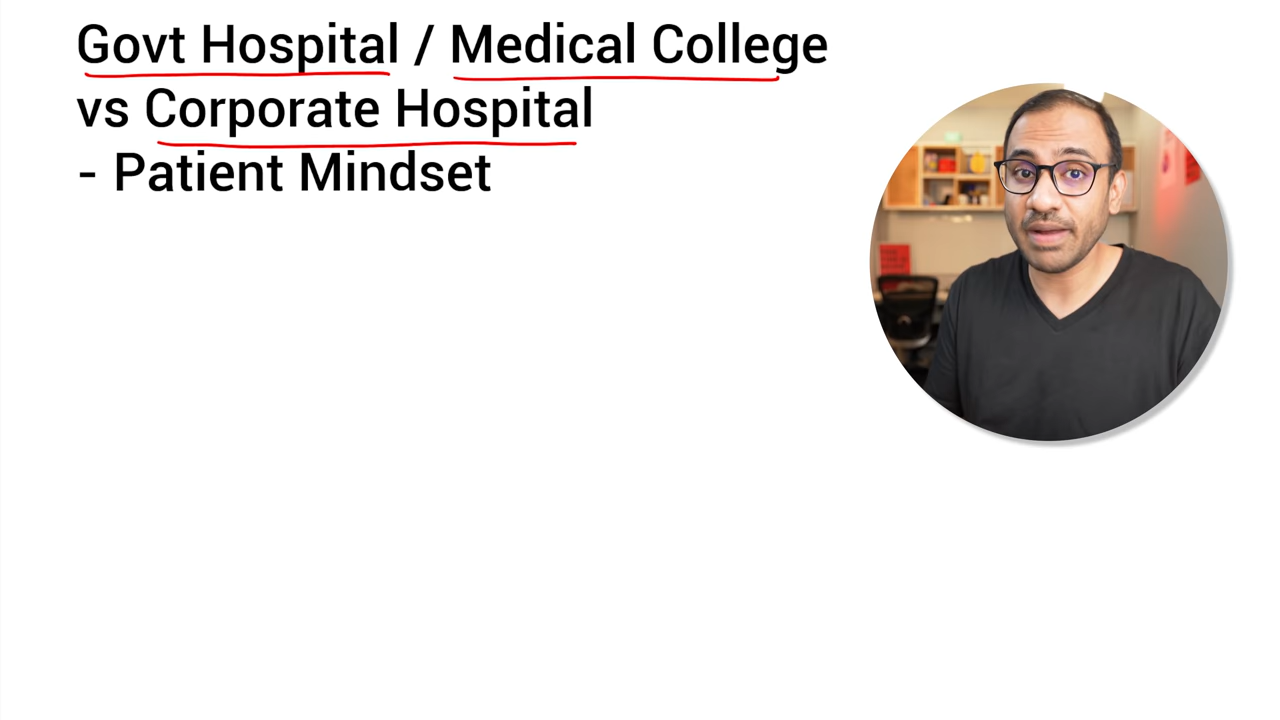 Govt Hospital / Medical College
vs Corporate Hospital
- Patient Mindset